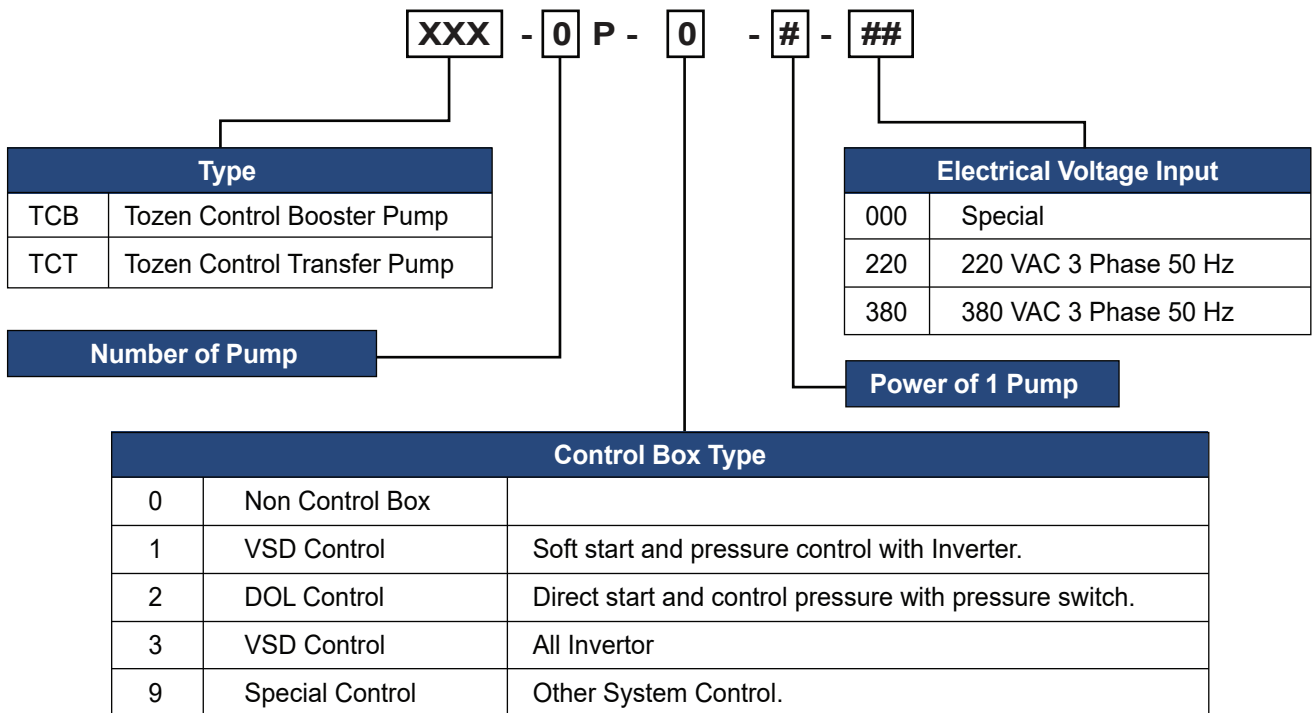 XXX - 0 P - 0 - # - ##
Type
TCB Tozen Control Booster Pump
TCT Tozen Control Transfer Pump
Electrical Voltage Input
000 Special
220 220 VAC 3 Phase 50 Hz
380 380 VAC 3 Phase 50 Hz
Number of Pump
Power of 1 Pump
Control Box Type
0 Non Control Box
1 VSD Control Soft start and pressure control with Inverter.
2 DOL Control Direct start and control pressure with pressure switch.
3 VSD Control All Invertor
9 Special Control Other System Control.